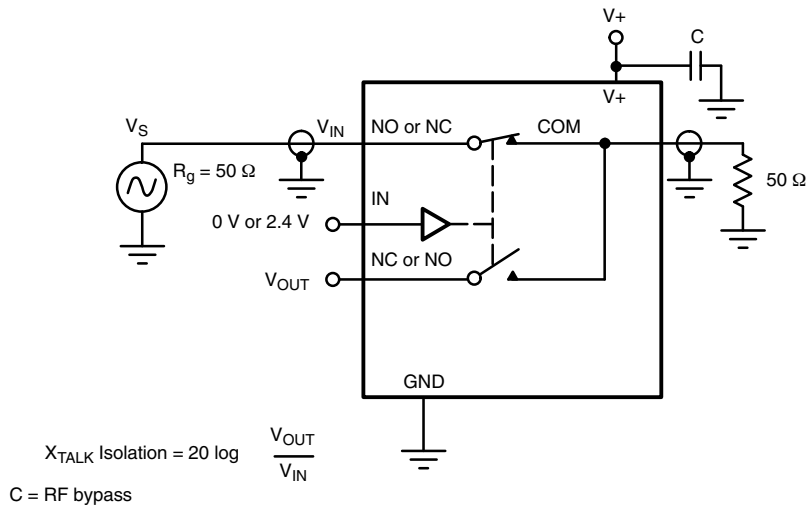 V+
C
V+
VS
VIN
NO or NC
COM
Rg = 50 Ω
50 Ω
IN
0 V or 2.4 V
NC or NO
VOUT
GND
XTALK Isolation = 20 log VOUT
VIN
C = RF bypass